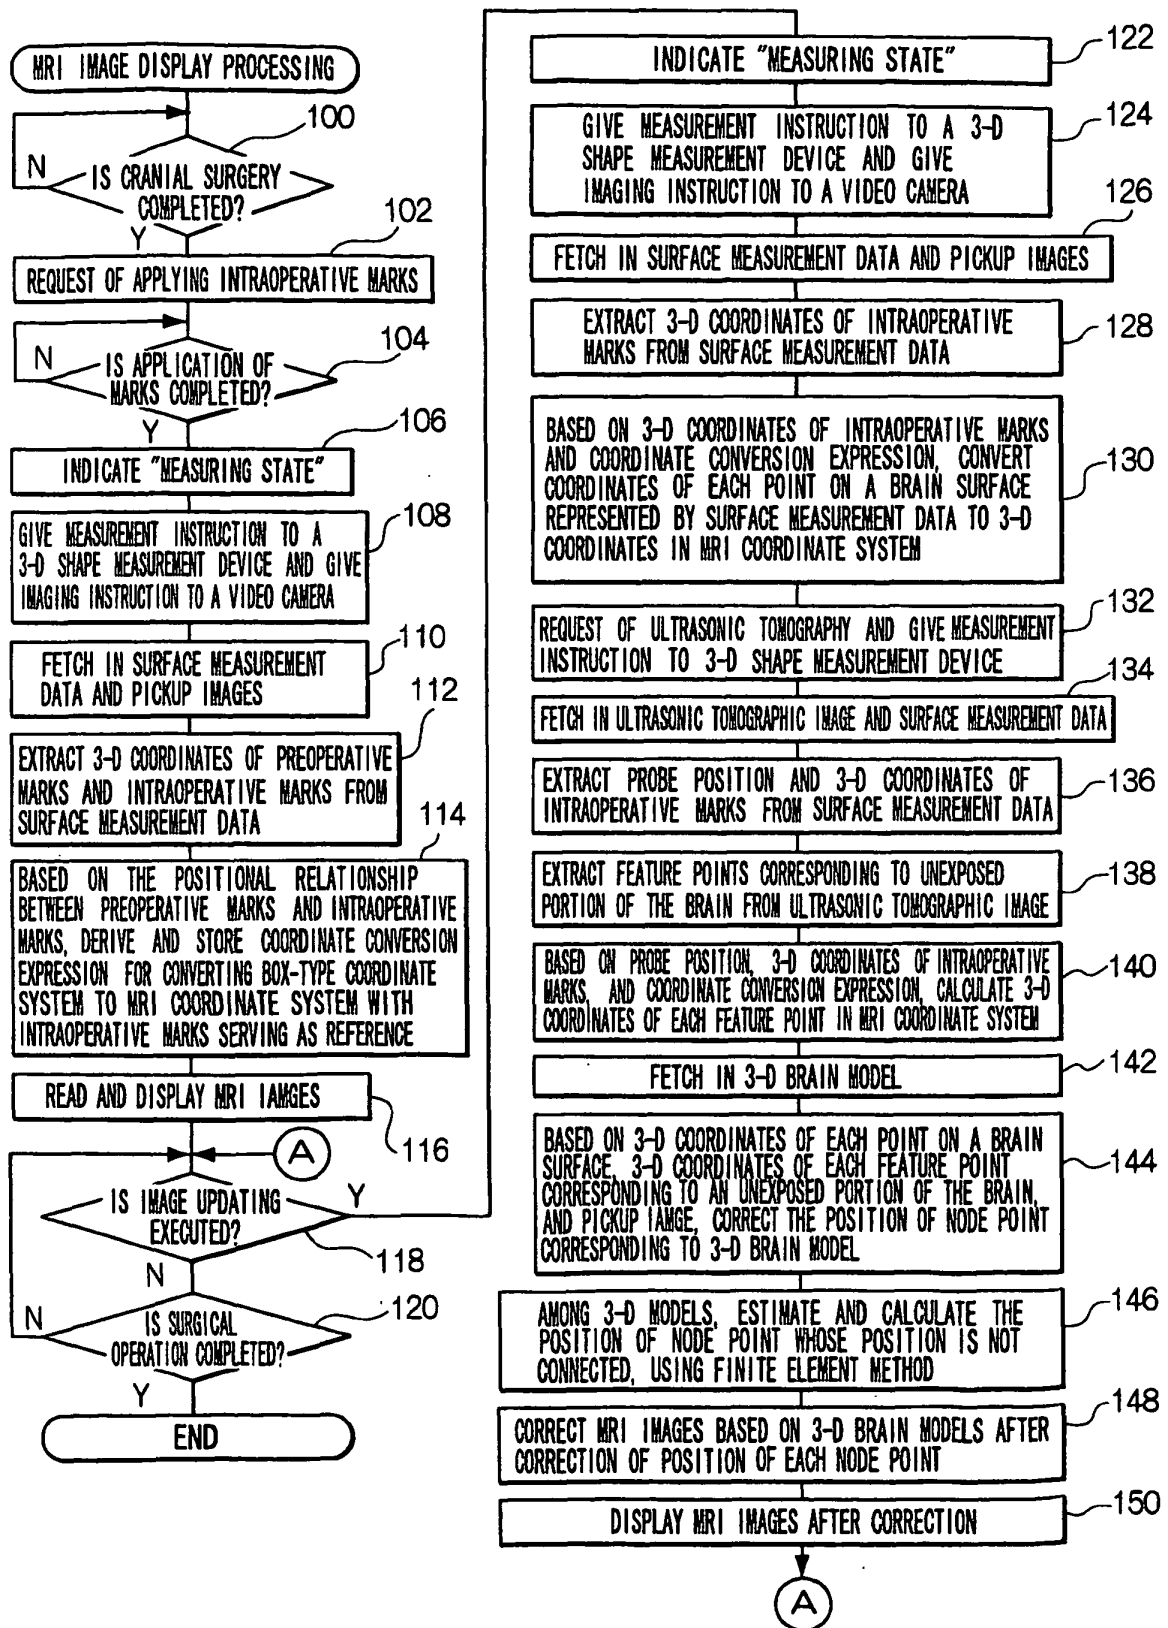 MRI IMAGE DISPLAY PROCESSING
100
N
IS CRANIAL SURGERY
COMPLETED?
Y
102
REQUEST OF APPLYING INTRAOPERATIVE MARKS
N
104
IS APPLICATION OF
MARKS COMPLETED?
Y
106
INDICATE "MEASURING STATE"
108
GIVE MEASUREMENT INSTRUCTION TO A
3-D SHAPE MEASUREMENT DEVICE AND GIVE
IMAGING INSTRUCTION TO A VIDEO CAMERA
110
FETCH IN SURFACE MEASUREMENT
DATA AND PICKUP IMAGES
112
EXTRACT 3-D COORDINATES OF PREOPERATIVE
MARKS AND INTRAOPERATIVE MARKS FROM
SURFACE MEASUREMENT DATA
114
BASED ON THE POSITIONAL RELATIONSHIP
BETWEEN PREOPERATIVE MARKS AND INTRAOPERATIVE
MARKS, DERIVE AND STORE COORDINATE CONVERSION
EXPRESSION FOR CONVERTING BOX-TYPE COORDINATE
SYSTEM TO MRI COORDINATE SYSTEM WITH
INTRAOPERATIVE MARKS SERVING AS REFERENCE
READ AND DISPLAY MRI IAMGES
116
A
IS IMAGE UPDATING
EXECUTED?
Y
118
N
120
N
IS SURGICAL
OPERATION COMPLETED?
Y
END
122
INDICATE "MEASURING STATE"
124
GIVE MEASUREMENT INSTRUCTION TO A 3-D
SHAPE MEASUREMENT DEVICE AND GIVE
IMAGING INSTRUCTION TO A VIDEO CAMERA
126
FETCH IN SURFACE MEASUREMENT DATA AND PICKUP IMAGES
EXTRACT 3-D COORDINATES OF INTRAOPERATIVE
MARKS FROM SURFACE MEASUREMENT DATA
128
BASED ON 3-D COORDINATES OF INTRAOPERATIVE MARKS
AND COORDINATE CONVERSION EXPRESSION, CONVERT
COORDINATES OF EACH POINT ON A BRAIN SURFACE
REPRESENTED BY SURFACE MEASUREMENT DATA TO 3-D
COORDINATES IN MRI COORDINATE SYSTEM
130
132
REQUEST OF ULTRASONIC TOMOGRAPHY AND GIVE MEASUREMENT
INSTRUCTION TO 3-D SHAPE MEASUREMENT DEVICE
134
FETCH IN ULTRASONIC TOMOGRAPHIC IMAGE AND SURFACE MEASUREMENT DATA
EXTRACT PROBE POSITION AND 3-D COORDINATES OF
INTRAOPERATIVE MARKS FROM SURFACE MEASUREMENT DATA
136
EXTRACT FEATURE POINTS CORRESPONDING TO UNEXPOSED
PORTION OF THE BRAIN FROM ULTRASONIC TOMOGRAPHIC IMAGE
138
BASED ON PROBE POSITION, 3-D COORDINATES OF INTRAOPERATIVE
MARKS, AND COORDINATE CONVERSION EXPRESSION, CALCULATE 3-D
COORDINATES OF EACH FEATURE POINT IN MRI COORDINATE SYSTEM
140
FETCH IN 3-D BRAIN MODEL
142
BASED ON 3-D COORDINATES OF EACH POINT ON A BRAIN
SURFACE, 3-D COORDINATES OF EACH FEATURE POINT
CORRESPONDING TO AN UNEXPOSED PORTION OF THE BRAIN,
AND PICKUP IAMGE, CORRECT THE POSITION OF NODE POINT
CORRESPONDING TO 3-D BRAIN MODEL
144
AMONG 3-D MODELS, ESTIMATE AND CALCULATE THE
POSITION OF NODE POINT WHOSE POSITION IS NOT
CONNECTED, USING FINITE ELEMENT METHOD
146
CORRECT MRI IMAGES BASED ON 3-D BRAIN MODELS AFTER
CORRECTION OF POSITION OF EACH NODE POINT
148
DISPLAY MRI IMAGES AFTER CORRECTION
150
A